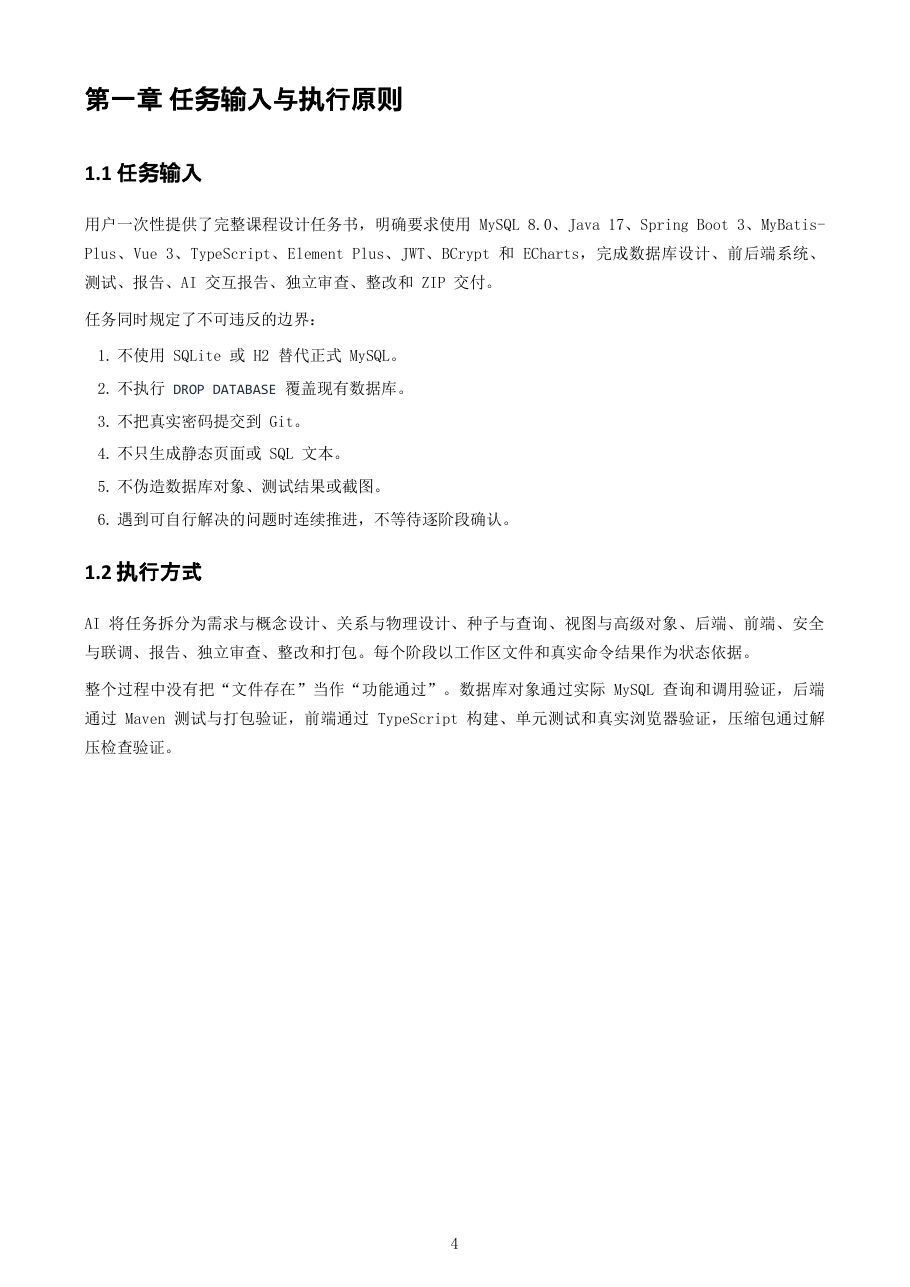 第一章 任务输入与执行原则
1.1 任务输入
用户一次性提供了完整课程设计任务书，明确要求使用 MySQL 8.0、Java 17、Spring Boot 3、MyBatis-
Plus、Vue 3、TypeScript、Element Plus、JWT、BCrypt 和 ECharts，完成数据库设计、前后端系统、
测试、报告、AI 交互报告、独立审查、整改和 ZIP 交付。
任务同时规定了不可违反的边界：
1. 不使用 SQLite 或 H2 替代正式 MySQL。
2. 不执行 DROP DATABASE 覆盖现有数据库。
3. 不把真实密码提交到 Git。
4. 不只生成静态页面或 SQL 文本。
5. 不伪造数据库对象、测试结果或截图。
6. 遇到可自行解决的问题时连续推进，不等待逐阶段确认。
1.2 执行方式
AI 将任务拆分为需求与概念设计、关系与物理设计、种子与查询、视图与高级对象、后端、前端、安全
与联调、报告、独立审查、整改和打包。每个阶段以工作区文件和真实命令结果作为状态依据。
整个过程中没有把“文件存在”当作“功能通过”。数据库对象通过实际 MySQL 查询和调用验证，后端
通过 Maven 测试与打包验证，前端通过 TypeScript 构建、单元测试和真实浏览器验证，压缩包通过解
压检查验证。
4